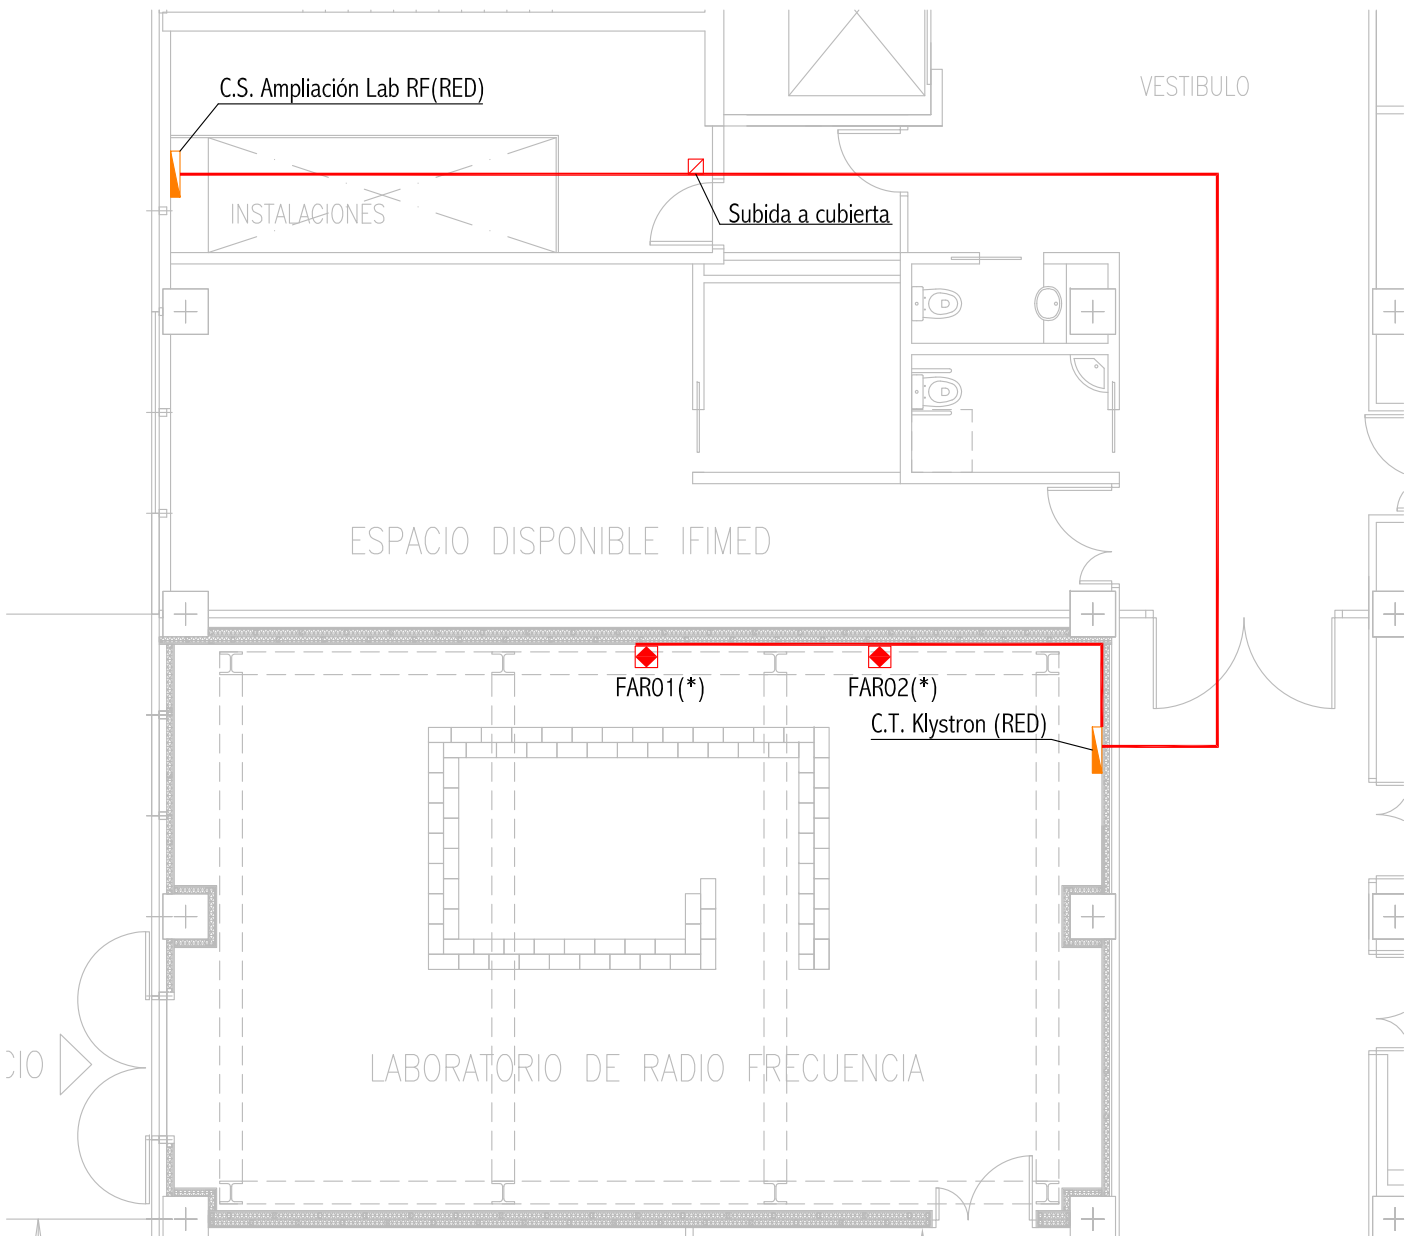 C.S. Ampliación Lab RF(RED)
VESTIBULO
INSTALACIONES
Subida a cubierta
ESPACIO DISPONIBLE IFIMED
FAR01(*)
FAR02(*)
C.T. Klystron (RED)
CIO
LABORATORIO DE RADIO FRECUENCIA